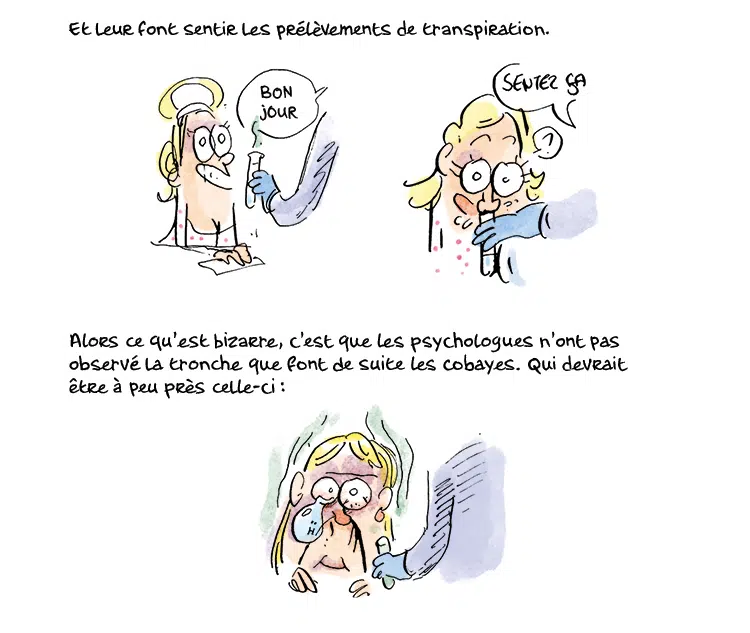 Et leur font sentir les prélèvements de transpiration.
BON
JOUR
SENTEZ ÇA
?
Alors ce qu'est bizarre, c'est que les psychologues n'ont pas
observé la tronche que font de suite les cobayes. Qui devrait
être à peu près celle-ci :
H